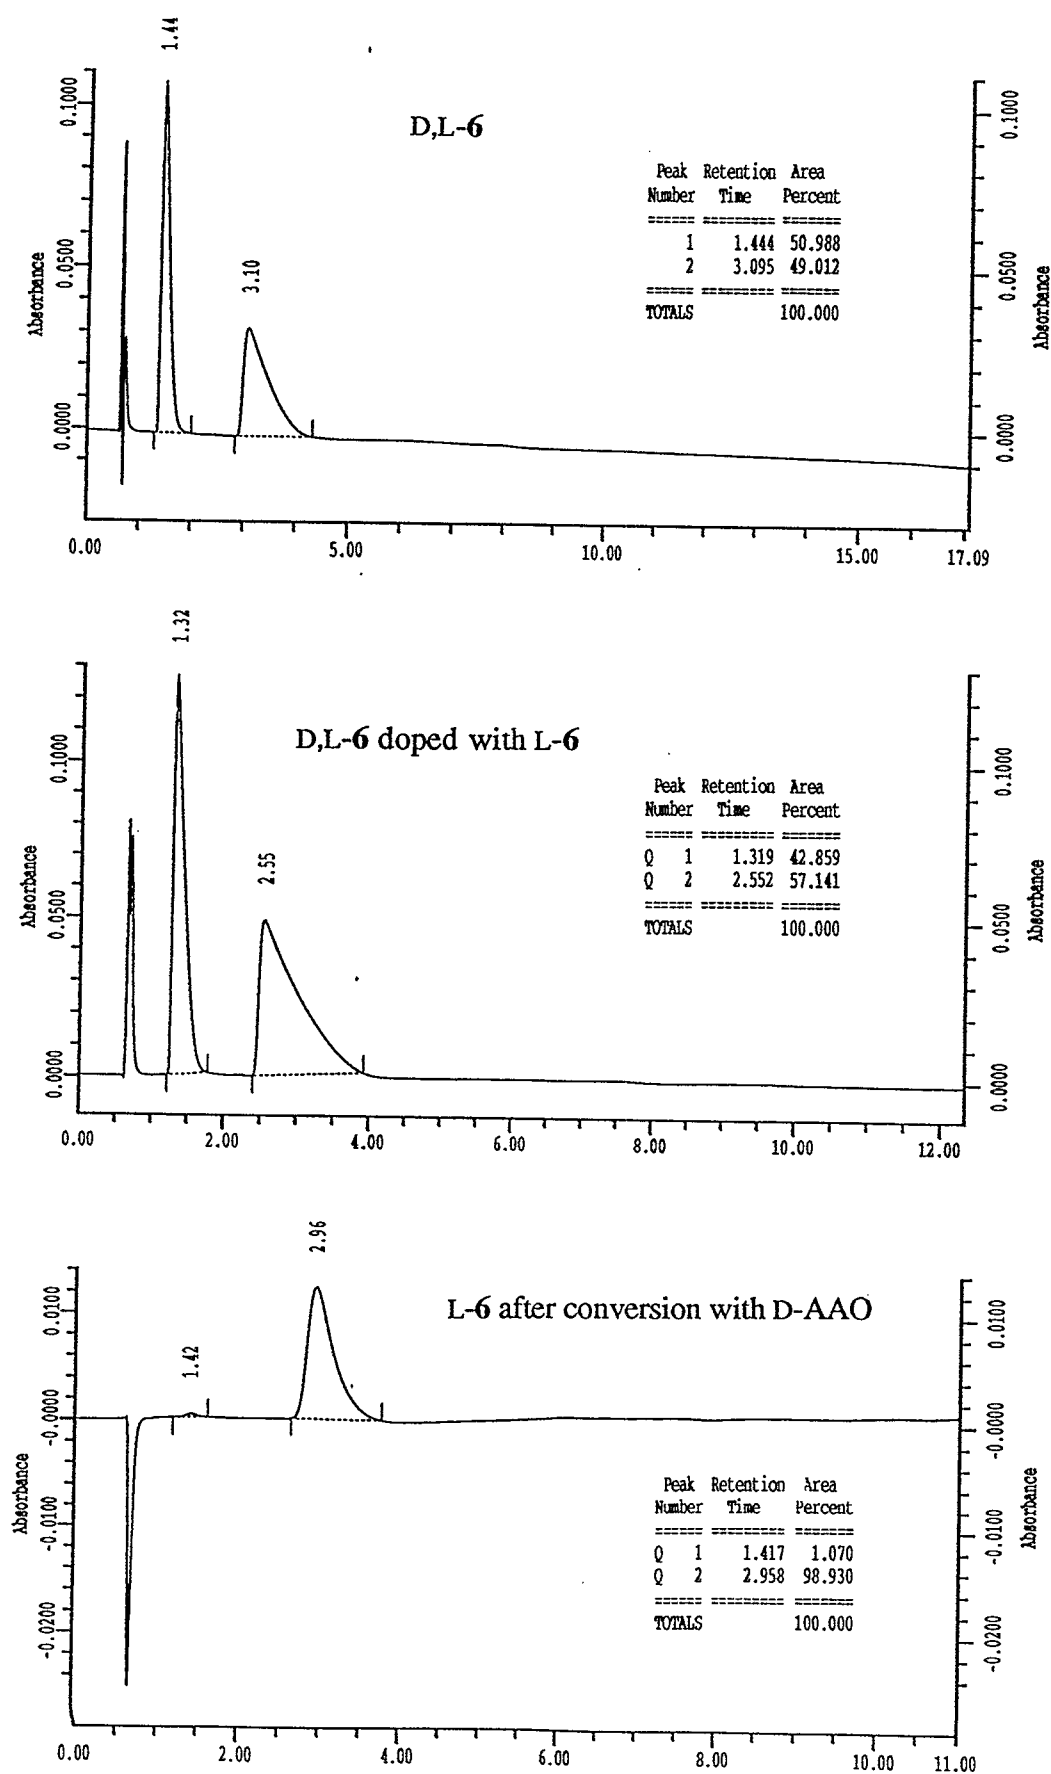 1.44
D,L-6
3.10
Peak Retention Area
Number Time Percent
====== ========= =======
1 1.444 50.988
2 3.095 49.012
====== ========= =======
TOTALS 100.000
Absorbance
0.1000
0.0500
0.0000
0.1000
0.0500
0.0000
Absorbance
0.00 5.00 10.00 15.00 17.09
1.32
D,L-6 doped with L-6
2.55
Peak Retention Area
Number Time Percent
====== ========= =======
Q 1 1.319 42.859
Q 2 2.552 57.141
====== ========= =======
TOTALS 100.000
Absorbance
0.1000
0.0500
0.0000
0.1000
0.0500
0.0000
Absorbance
0.00 2.00 4.00 6.00 8.00 10.00 12.00
2.96
L-6 after conversion with D-AAO
1.42
Peak Retention Area
Number Time Percent
====== ========= =======
Q 1 1.417 1.070
Q 2 2.958 98.930
====== ========= =======
TOTALS 100.000
Absorbance
0.0100
-0.0000
-0.0100
-0.0200
0.0100
-0.0000
-0.0100
-0.0200
Absorbance
0.00 2.00 4.00 6.00 8.00 10.00 11.00